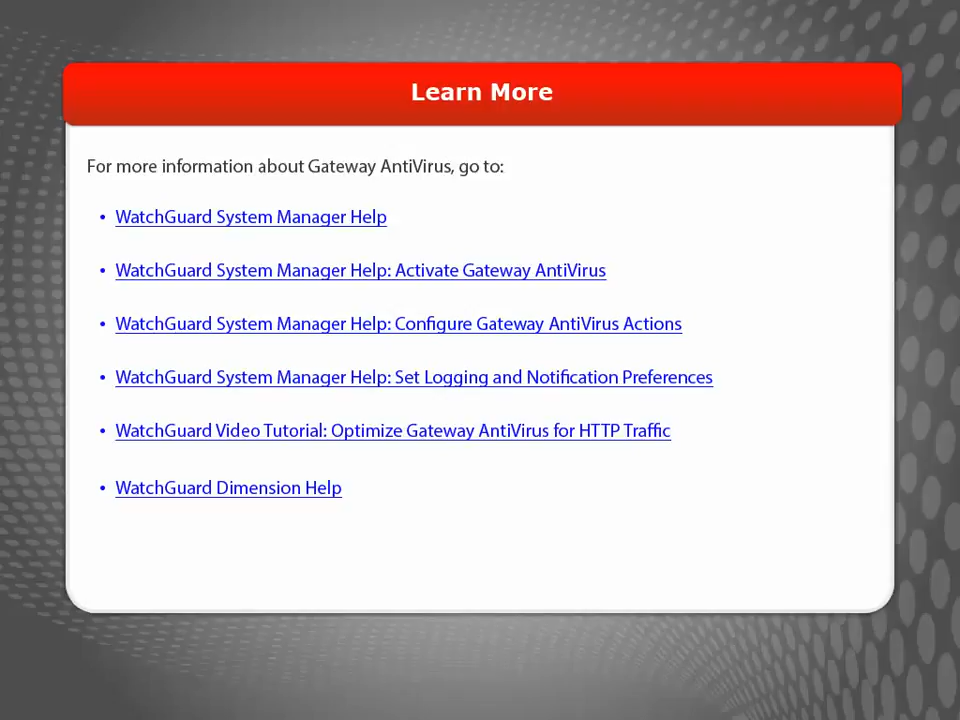 Learn More
For more information about Gateway AntiVirus, go to:
• WatchGuard System Manager Help
• WatchGuard System Manager Help: Activate Gateway AntiVirus
• WatchGuard System Manager Help: Configure Gateway AntiVirus Actions
• WatchGuard System Manager Help: Set Logging and Notification Preferences
• WatchGuard Video Tutorial: Optimize Gateway AntiVirus for HTTP Traffic
• WatchGuard Dimension Help